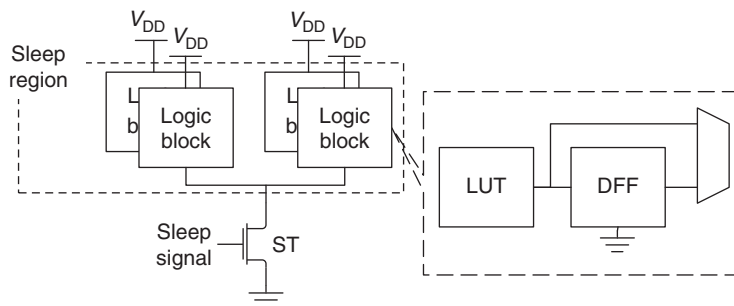 V_DD
V_DD
V_DD
V_DD
Sleep
region
L
b
Logic
block
L
b
Logic
block
LUT
DFF
Sleep
signal
ST